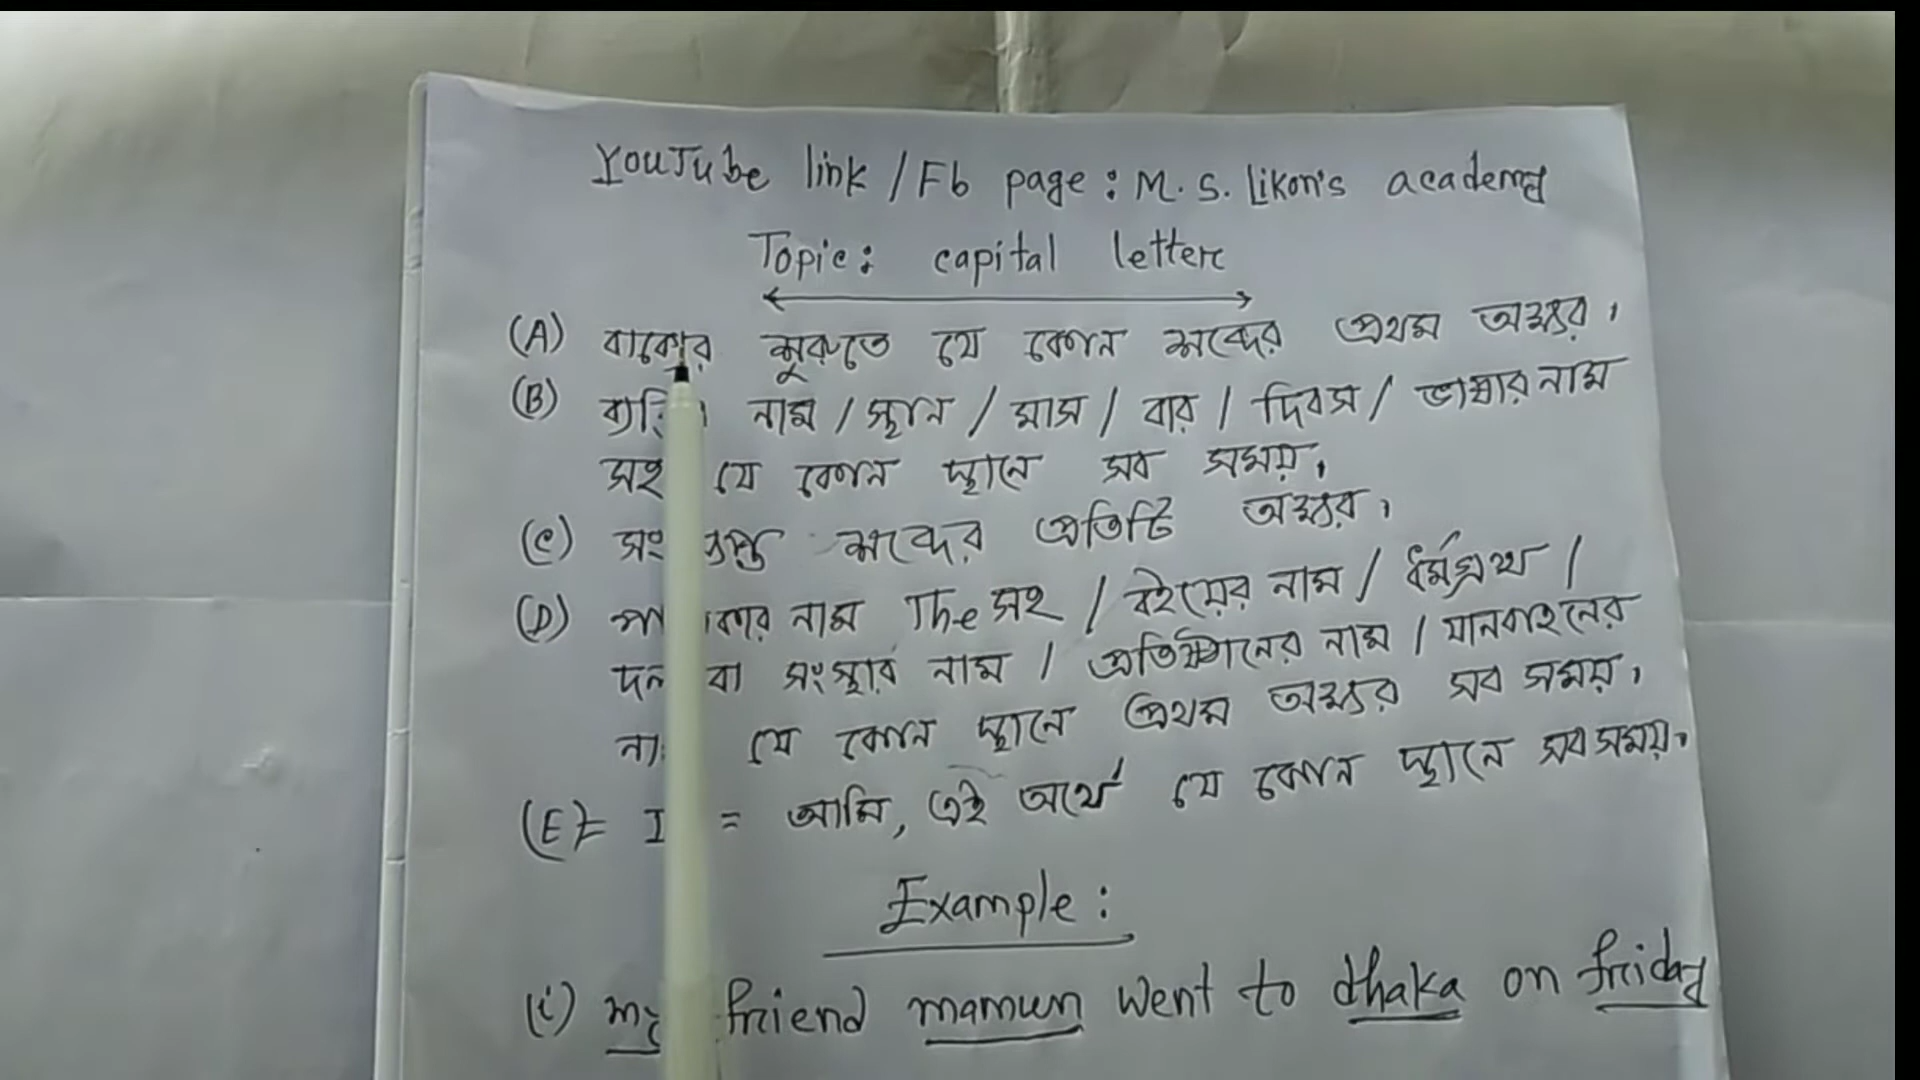 YouTube link / Fb page : M. S. Likon's academy
Topic : capital letter
(A) বাক্যের শুরুতে যে কোন শব্দের প্রথম অক্ষর।
(B) নাম / স্থান / মাস / বার / দিবস / ভাষার নাম
সহ যে কোন স্থানে সব সময়।
(C) শব্দের প্রতিটি অক্ষর।
(D) নাম The সহ / বইয়ের নাম / ধর্মগ্রন্থ /
বা সংস্থার নাম / প্রতিষ্ঠানের নাম / যানবাহনের
যে কোন স্থানে প্রথম অক্ষর সব সময়।
(E) = I = আমি, এই অর্থে যে কোন স্থানে সব সময়।
Example :
(i) my friend mamun went to dhaka on friday